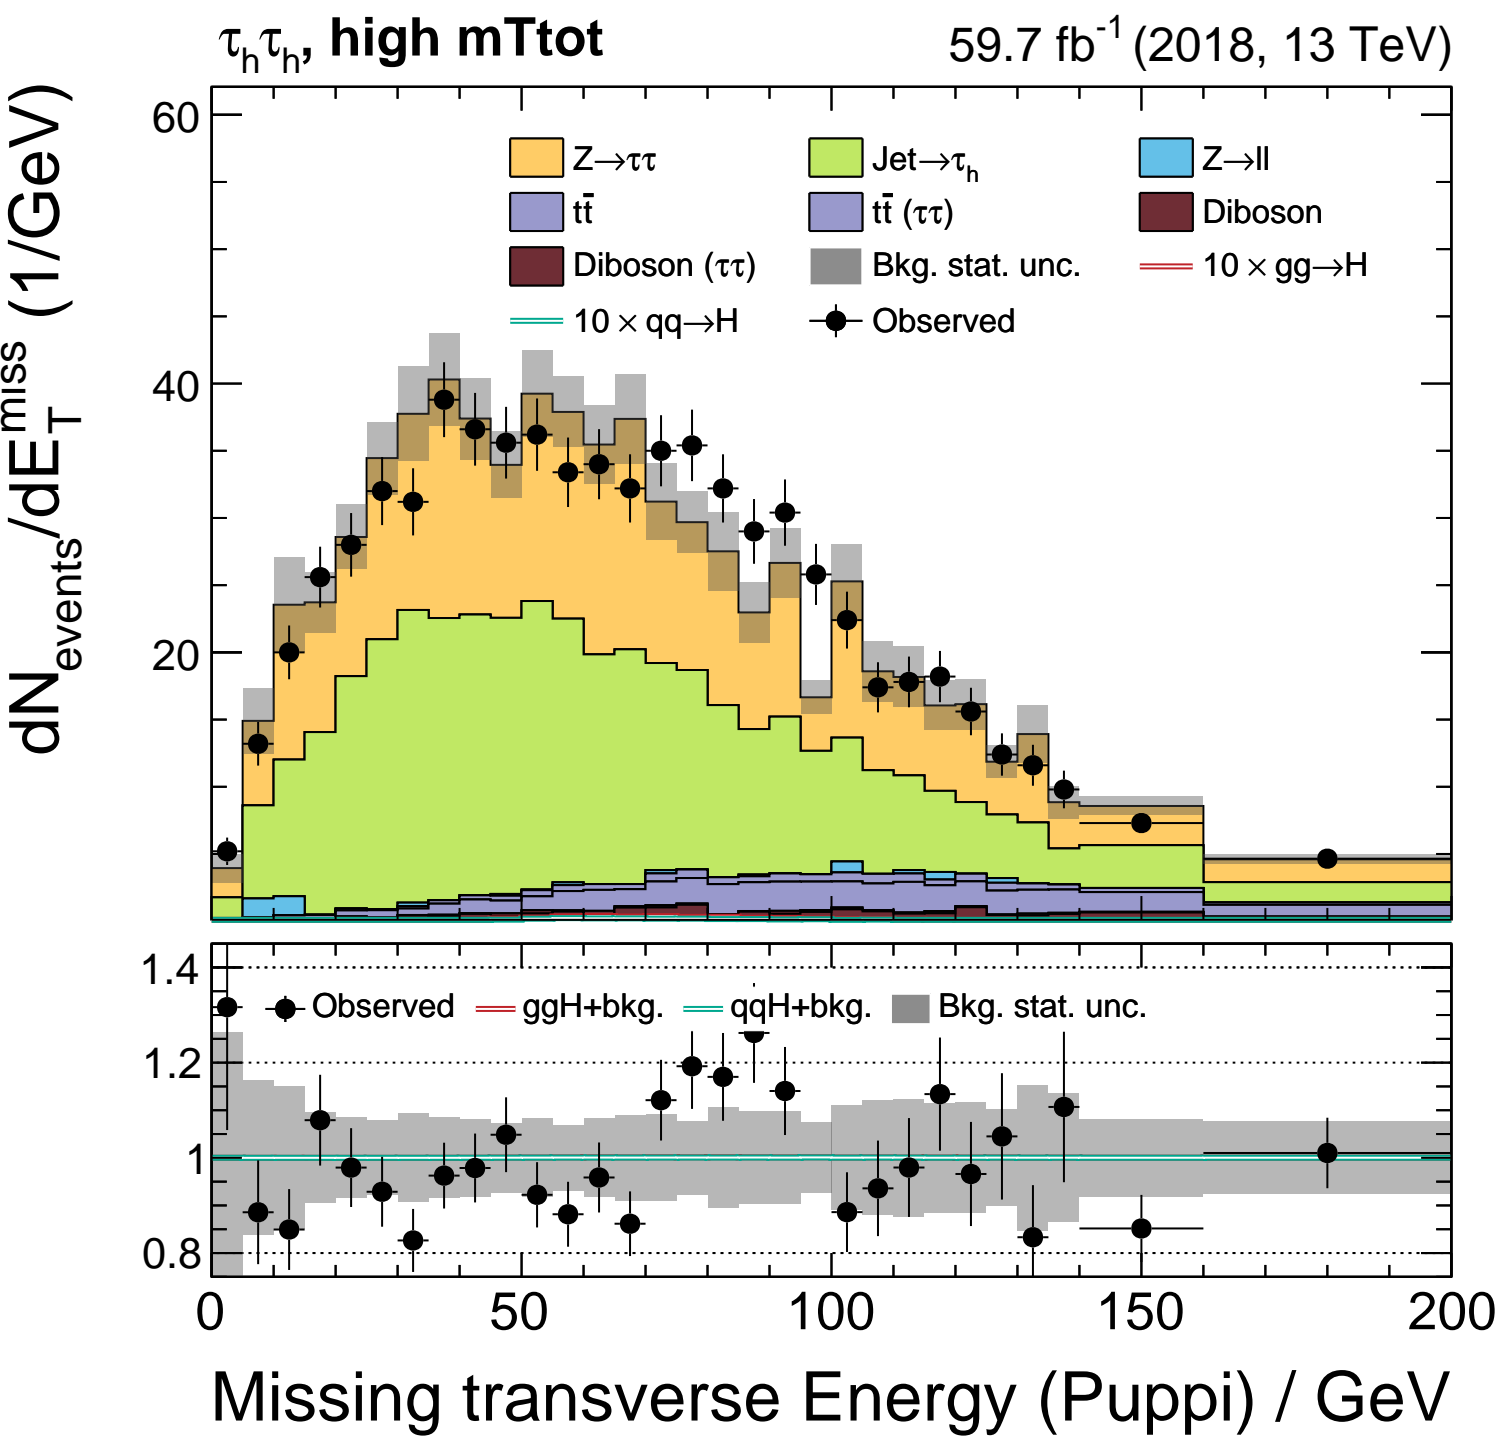 τhτh, high mTtot 59.7 fb-1 (2018, 13 TeV)
dNevents/dETmiss (1/GeV)
60
Z→ττ Jet→τh Z→ll
tt̄ tt̄ (ττ) Diboson
Diboson (ττ) Bkg. stat. unc. 10 × gg→H
10 × qq→H Observed
40
20
1.4
Observed ggH+bkg. qqH+bkg. Bkg. stat. unc.
1.2
1
0.8
0 50 100 150 200
Missing transverse Energy (Puppi) / GeV